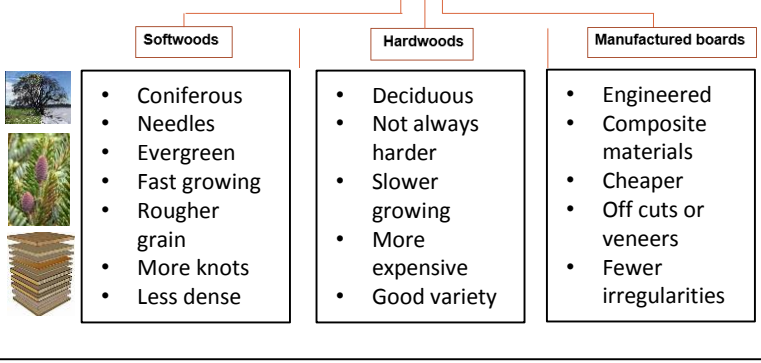 Softwoods
Hardwoods
Manufactured boards
• Coniferous
• Needles
• Evergreen
• Fast growing
• Rougher
grain
• More knots
• Less dense
• Deciduous
• Not always
harder
• Slower
growing
• More
expensive
• Good variety
• Engineered
• Composite
materials
• Cheaper
• Off cuts or
veneers
• Fewer
irregularities